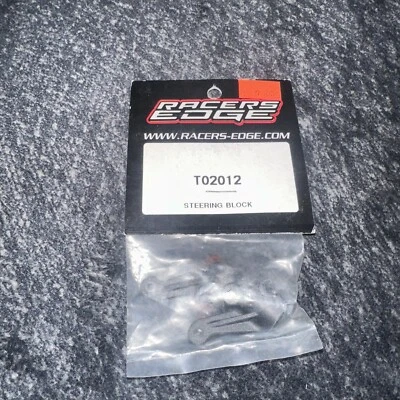 RACERS
EDGE
WWW.RACERS-EDGE.COM
T02012
STEERING BLOCK